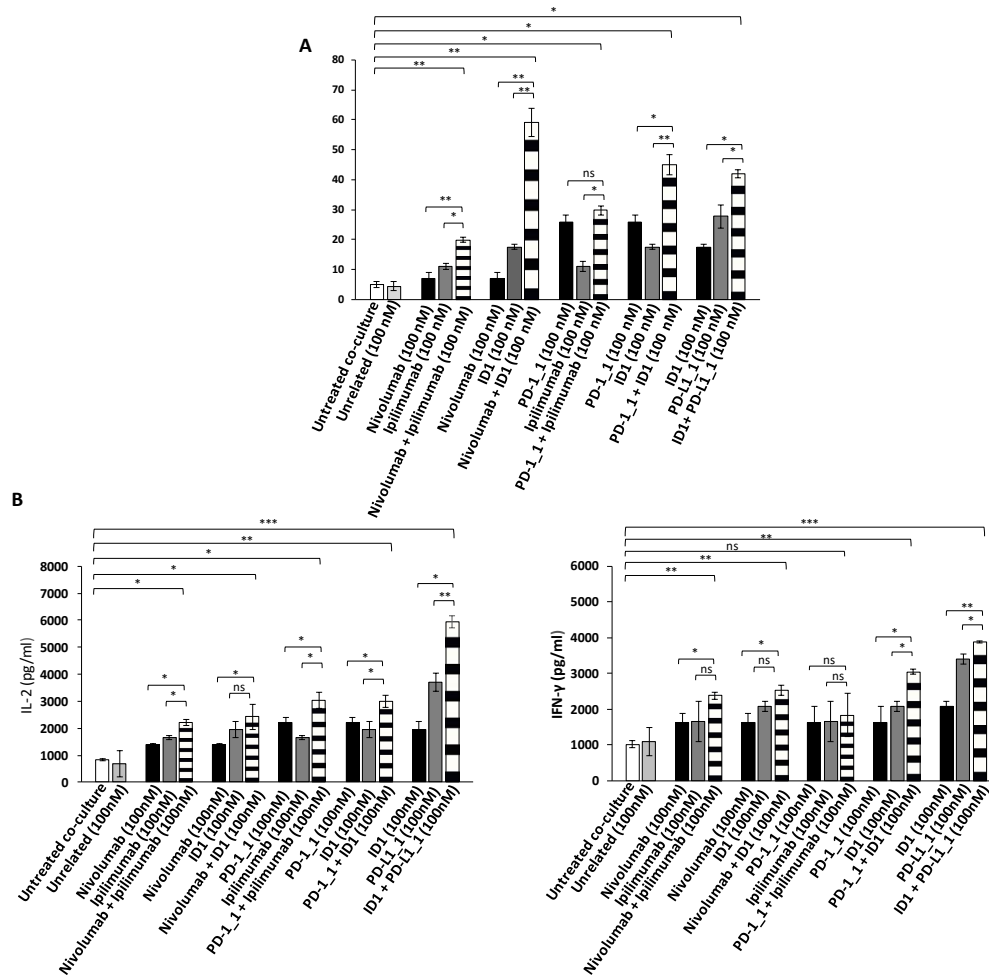 *
*
*
**
**
A
80
70
60
50
40
30
20
10
0
**
*
**
**
ns
*
*
**
*
*
Untreated co-culture
Unrelated (100 nM)
Nivolumab (100 nM)
Ipilimumab (100 nM)
Nivolumab + Ipilimumab (100 nM)
Nivolumab (100 nM)
ID1 (100 nM)
Nivolumab + ID1 (100 nM)
PD-1_1 (100 nM)
Ipilimumab (100 nM)
PD-1_1 + Ipilimumab (100 nM)
PD-1_1 (100 nM)
ID1 (100 nM)
PD-1_1 + ID1 (100 nM)
ID1 (100 nM)
PD-L1_1 (100 nM)
ID1+ PD-L1_1 (100 nM)
B
***
**
*
*
*
IL-2 (pg/ml)
8000
7000
6000
5000
4000
3000
2000
1000
0
*
*
*
ns
*
*
*
*
*
**
Untreated co-culture
Unrelated (100nM)
Nivolumab (100nM)
Ipilimumab (100nM)
Nivolumab + Ipilimumab (100nM)
Nivolumab (100nM)
ID1 (100nM)
Nivolumab + ID1 (100nM)
PD-1_1 (100nM)
Ipilimumab (100nM)
PD-1_1 + Ipilimumab (100nM)
PD-1_1 (100nM)
ID1 (100nM)
PD-1_1 + ID1 (100nM)
ID1 (100nM)
PD-L1_1 (100nM)
ID1 + PD-L1_1 (100nM)
***
**
ns
**
**
IFN-γ (pg/ml)
6000
5000
4000
3000
2000
1000
0
*
ns
*
ns
ns
ns
*
*
**
*
Untreated co-culture
Unrelated (100nM)
Nivolumab (100nM)
Ipilimumab (100nM)
Nivolumab + Ipilimumab (100nM)
Nivolumab (100nM)
ID1 (100nM)
Nivolumab + ID1 (100nM)
PD-1_1 (100nM)
Ipilimumab (100nM)
PD-1_1 + Ipilimumab (100nM)
PD-1_1 (100nM)
ID1 (100nM)
PD-1_1 + ID1 (100nM)
ID1 (100nM)
PD-L1_1 (100nM)
ID1 + PD-L1_1 (100nM)